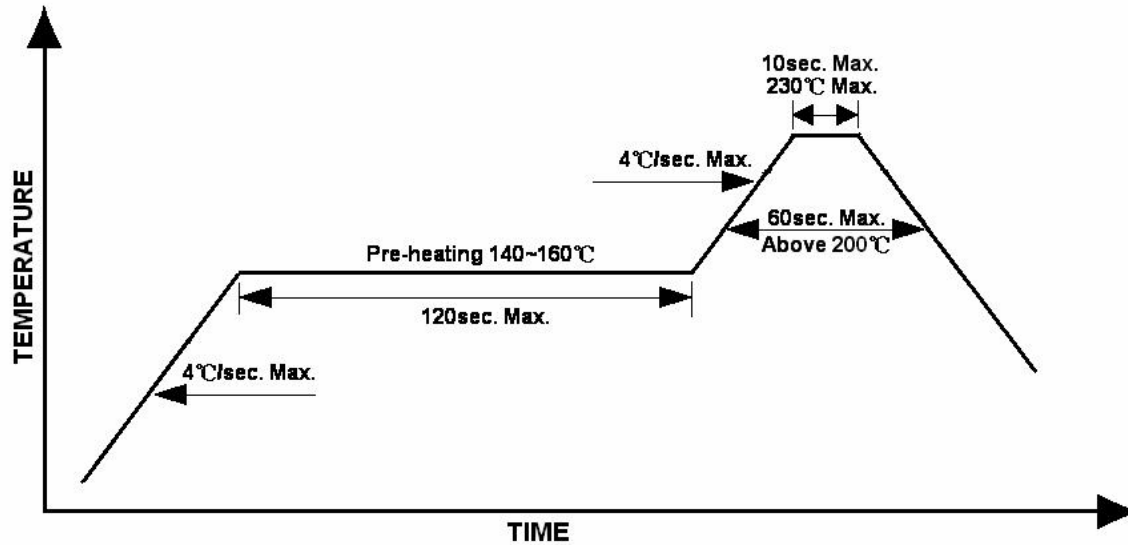 10sec. Max.
230℃ Max.
4℃/sec. Max.
60sec. Max.
Above 200℃
Pre-heating 140~160℃
120sec. Max.
4℃/sec. Max.
TEMPERATURE
TIME